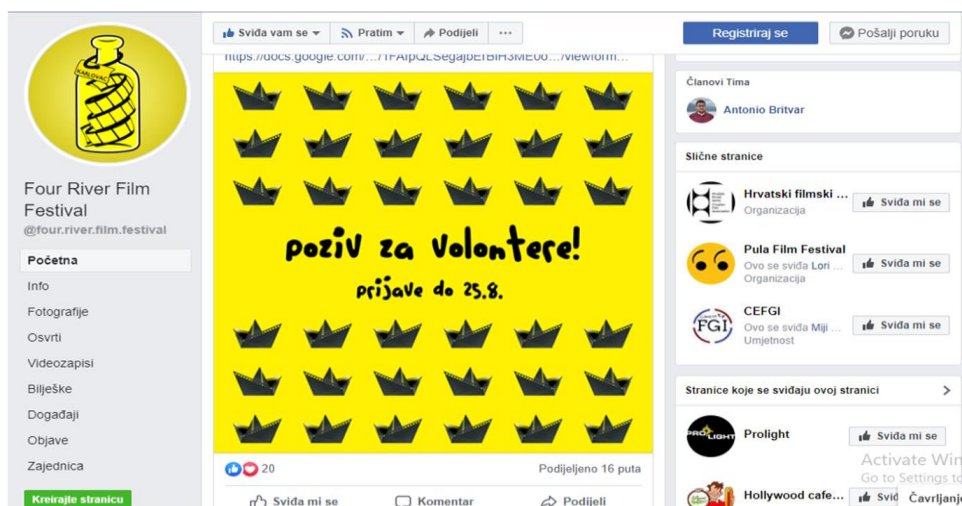 KARLOVAC
Four River Film
Festival
@four.river.film.festival
Početna
Info
Fotografije
Osvrti
Videozapisi
Bilješke
Događaji
Objave
Zajednica
Kreirajte stranicu
Sviđa vam se
Pratim
Podijeli
...
Registriraj se
Pošalji poruku
poziv za volontere!
prijave do 25.8.
20
Podijeljeno 16 puta
Sviđa mi se
Komentar
Podijeli
Članovi Tima
Antonio Britvar
Slične stranice
Hrvatski filmski ...
Organizacija
Sviđa mi se
Pula Film Festival
Ovo se sviđa Lori ...
Organizacija
Sviđa mi se
FGI
CEFGI
Ovo se sviđa Miji ...
Umjetnost
Sviđa mi se
Stranice koje se sviđaju ovoj stranici
PROLIGHT
Prolight
Sviđa mi se
Activate Win
Go to Settings to
Hollywood cafe...
Sviđ
Čavrljanje